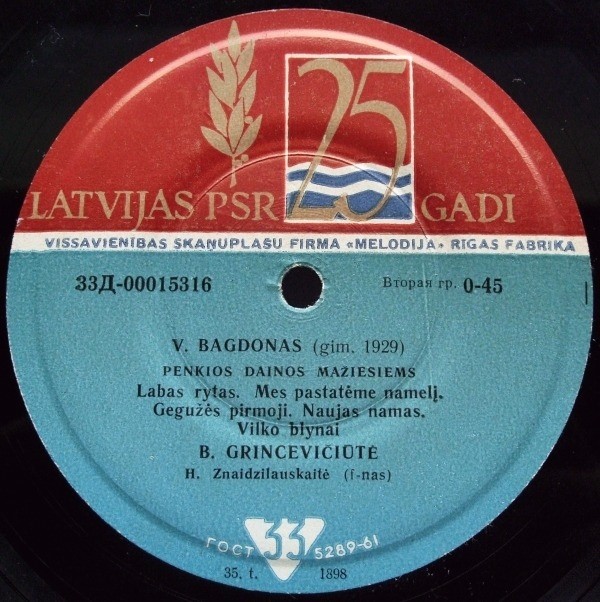 25
LATVIJAS PSR GADI
VISSAVIENĪBAS SKAŅUPLAŠU FIRMA «MELODIJA» RĪGAS FABRIKA
33Д-00015316 Вторая гр. 0-45
V. BAGDONAS (gim. 1929)
PENKIOS DAINOS MAŽIESIEMS
Labas rytas. Mes pastatėme namelį.
Gegužės pirmoji. Naujas namas.
Vilko blynai
B. GRINCEVIČIŪTĖ
H. Znaidzilauskaitė (f-nas)
ГОСТ 33 5289-61
35. t. 1898